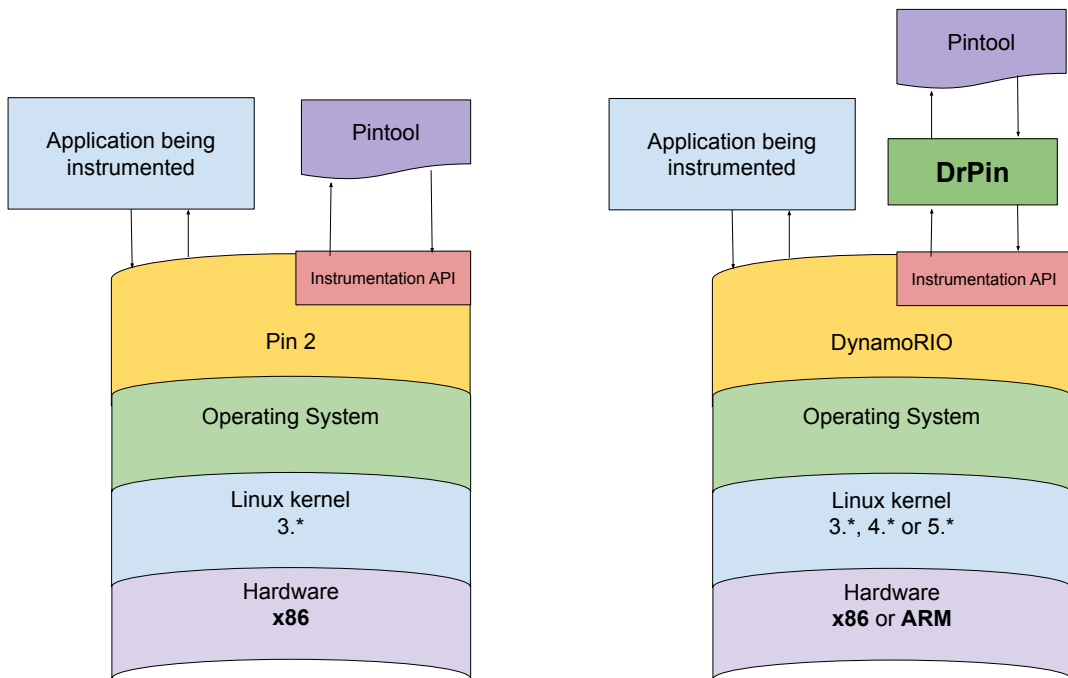 Application being
instrumented
Pintool
Instrumentation API
Pin 2
Operating System
Linux kernel
3.*
Hardware
x86
Pintool
Application being
instrumented
DrPin
Instrumentation API
DynamoRIO
Operating System
Linux kernel
3.*, 4.* or 5.*
Hardware
x86 or ARM